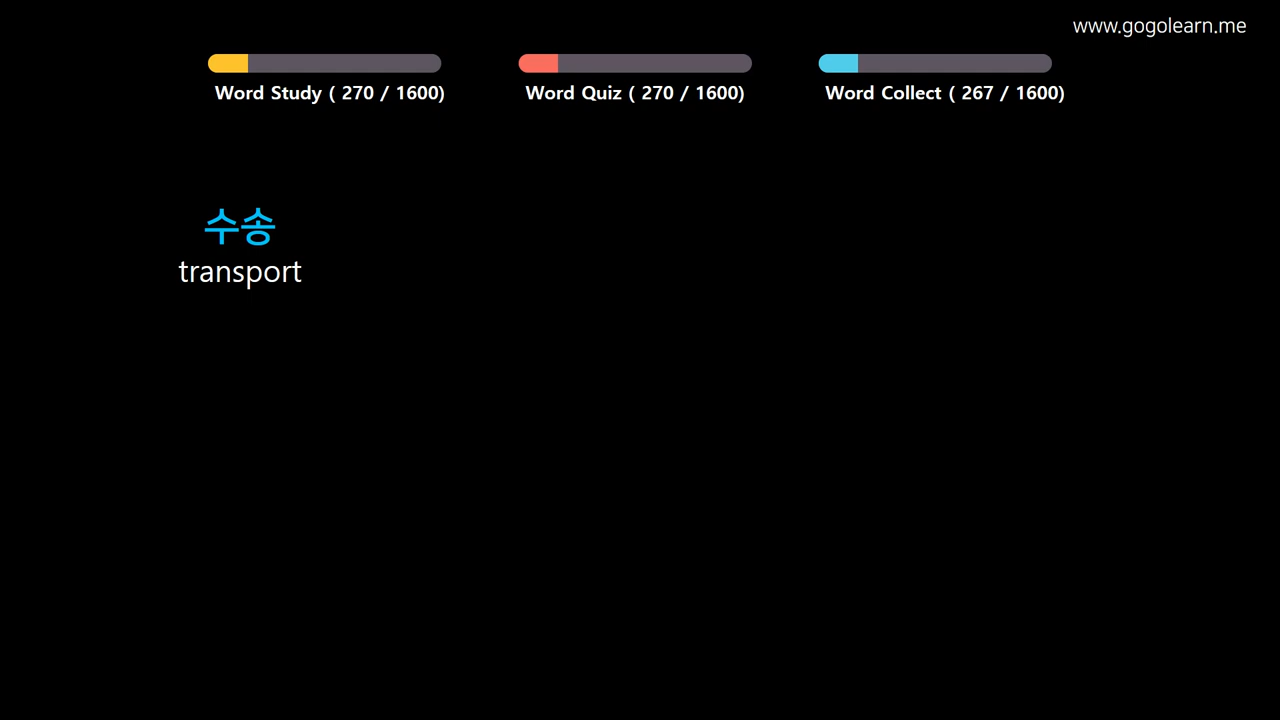 www.gogolearn.me
Word Study ( 270 / 1600)
Word Quiz ( 270 / 1600)
Word Collect ( 267 / 1600)
수송
transport